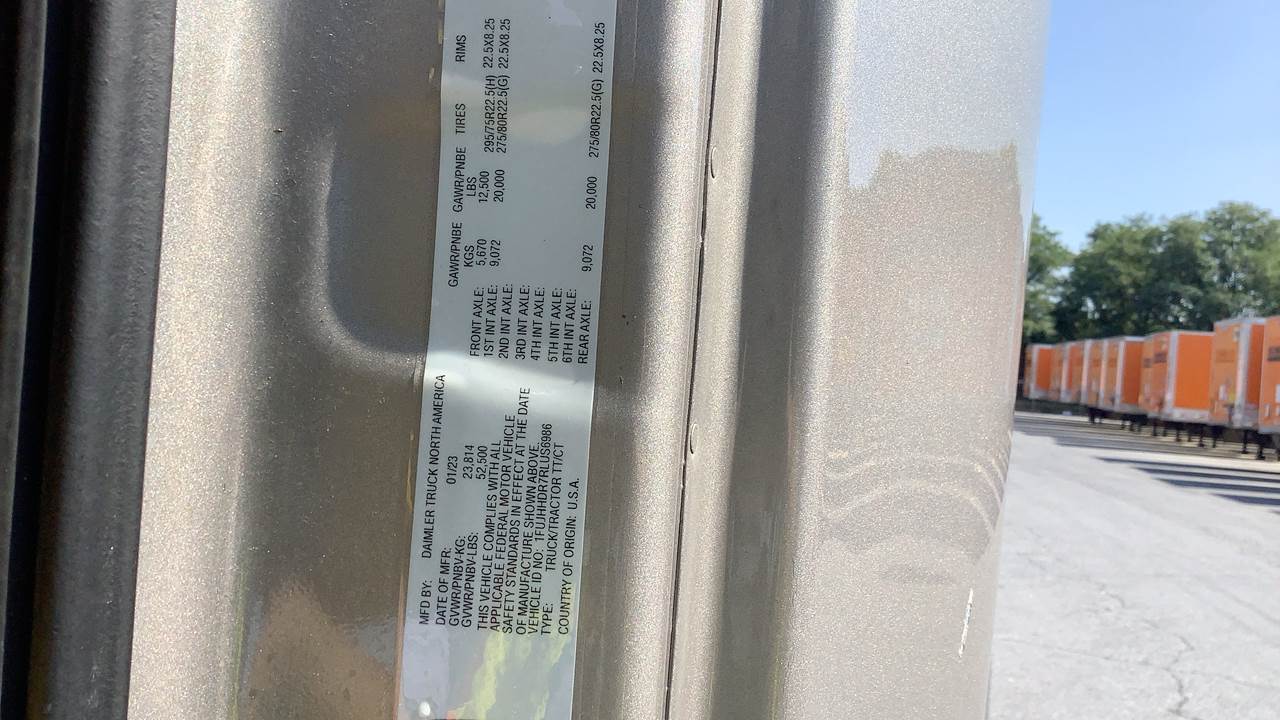 MFD BY: DAIMLER TRUCK NORTH AMERICA
DATE OF MFR: 01/23
GVWR/PNBV-KG: 23,814
GVWR/PNBV-LBS: 52,500
THIS VEHICLE COMPLIES WITH ALL
APPLICABLE FEDERAL MOTOR VEHICLE
SAFETY STANDARDS IN EFFECT AT THE DATE
OF MANUFACTURE SHOWN ABOVE.
VEHICLE ID NO: 1FUJHHDR7RLUS6986
TYPE: TRUCK/TRACTOR TT/CT
COUNTRY OF ORIGIN: U.S.A.
GAWR/PNBE GAWR/PNBE TIRES RIMS
KGS LBS
FRONT AXLE: 5,670 12,500 295/75R22.5(H) 22.5X8.25
1ST INT AXLE: 9,072 20,000 275/80R22.5(G) 22.5X8.25
2ND INT AXLE:
3RD INT AXLE:
4TH INT AXLE:
5TH INT AXLE:
6TH INT AXLE:
REAR AXLE: 9,072 20,000 275/80R22.5(G) 22.5X8.25